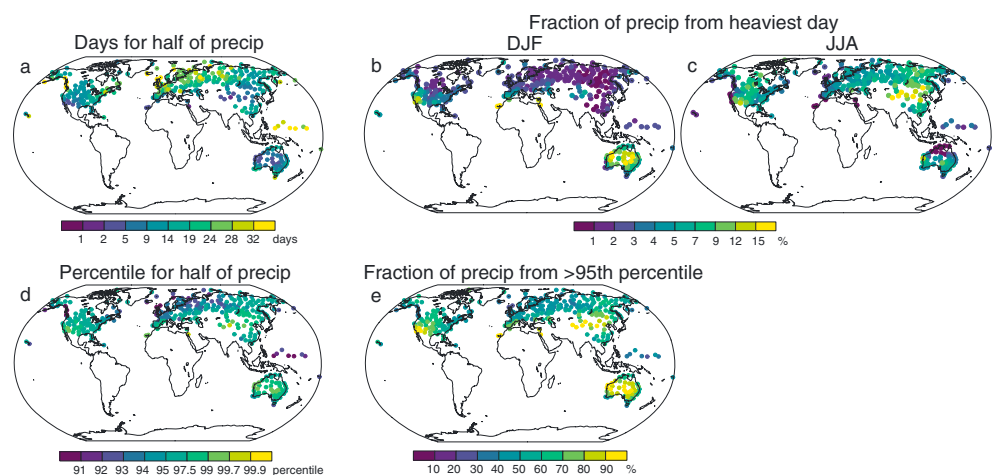 Fraction of precip from heaviest day
Days for half of precip
DJF
JJA
a
b
c
1 2 5 9 14 19 24 28 32 days
1 2 3 4 5 7 9 12 15 %
Percentile for half of precip
Fraction of precip from >95th percentile
d
e
91 92 93 94 95 97.5 99 99.7 99.9 percentile
10 20 30 40 50 60 70 80 90 %